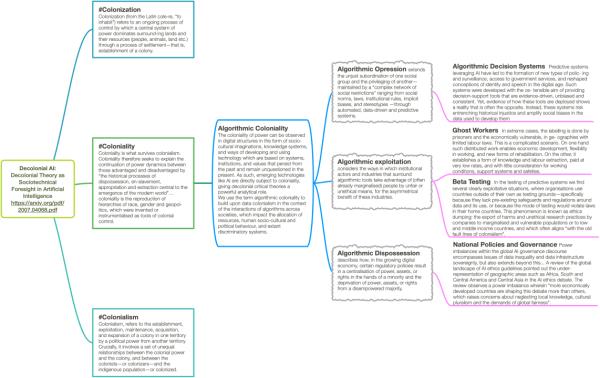 Decolonial AI:
Decolonial Theory as
Sociotechnical
Foresight in Artificial
Intelligence
https://arxiv.org/pdf/
2007.04068.pdf
#Colonization
Colonization (from the Latin cole-re, "to
inhabit") refers to an ongoing process of
control by which a central system of
power dominates surround-ing lands and
their resources (people, animals, land etc.)
through a process of settlement—that is,
establishment of a colony.
#Coloniality
Coloniality is what survives colonialism.
Coloniality therefore seeks to explain the
continuation of power dynamics between
those advantaged and disadvantaged by
"the historical processes of
dispossession, enslavement,
appropriation and extraction central to the
emergence of the modern world"...
coloniality is the reproduction of
hierarchies of race, gender and geopol-
itics, which were invented or
instrumentalised as tools of colonial
control.
#Colonialism
Colonialism, refers to the establishment,
exploitation, maintenance, acquisition,
and expansion of a colony in one territory
by a political power from another territory.
Crucially, it involves a set of unequal
relationships between the colonial power
and the colony, and between the
colonists—or colonizers—and the
indigenous population—or colonized.
Algorithmic Coloniality
The coloniality of power can be observed
in digital structures in the form of socio-
cultural imaginations, knowledge systems,
and ways of developing and using
technology which are based on systems,
institutions, and values that persist from
the past and remain unquestioned in the
present. As such, emerging technologies
like AI are directly subject to coloniality,
giving decolonial critical theories a
powerful analytical role.
We use the term algorithmic coloniality to
build upon data colonialism in the context
of the interactions of algorithms across
societies, which impact the allocation of
resources, human socio-cultural and
political behaviour, and extant
discriminatory systems.
Algorithmic Opression extends
the unjust subordination of one social
group and the privileging of another—
maintained by a "complex network of
social restrictions" ranging from social
norms, laws, institutional rules, implicit
biases, and stereotypes —through
automated, data-driven and predictive
systems.
Algorithmic exploitation
considers the ways in which institutional
actors and industries that surround
algorithmic tools take advantage of (often
already marginalised) people by unfair or
unethical means, for the asymmetrical
benefit of these industries.
Algorithmic Dispossession
describes how, in the growing digital
economy, certain regulatory policies result
in a centralisation of power, assets, or
rights in the hands of a minority and the
deprivation of power, assets, or rights
from a disempowered majority.
Algorithmic Decision Systems Predictive systems
leveraging AI have led to the formation of new types of polic- ing
and surveillance, access to government services, and reshaped
conceptions of identity and speech in the digital age. Such
systems were developed with the os- tensible aim of providing
decision-support tools that are evidence-driven, unbiased and
consistent. Yet, evidence of how these tools are deployed shows
a reality that is often the opposite. Instead, these systems risk
entrenching historical injustice and amplify social biases in the
data used to develop them
Ghost Workers in extreme cases, the labelling is done by
prisoners and the economically vulnerable, in ge- ographies with
limited labour laws. This is a complicated scenario. On one hand
such distributed work enables economic development, flexibility
in working, and new forms of rehabilitation. On the other, it
establishes a form of knowledge and labour extraction, paid at
very low rates, and with little consideration for working
conditions, support systems and safeties.
Beta Testing in the testing of predictive systems we find
several clearly exploitative situations, where organisations use
countries outside of their own as testing grounds—specifically
because they lack pre-existing safeguards and regulations around
data and its use, or because the mode of testing would violate laws
in their home countries. This phenomenon is known as ethics
dumping: the export of harms and unethical research practices by
companies to marginalised and vulnerable populations or to low
and middle income countries, and which often aligns "with the old
fault lines of colonialism".
National Policies and Governance Power
imbalances within the global AI governance discourse
encompasses issues of data inequality and data infrastructure
sovereignty, but also extends beyond this... A review of the global
landscape of AI ethics guidelines pointed out the under-
representation of geographic areas such as Africa, South and
Central America and Central Asia in the AI ethics debate. The
review observes a power imbalance wherein "more economically
developed countries are shaping this debate more than others,
which raises concerns about neglecting local knowledge, cultural
pluralism and the demands of global fairness".